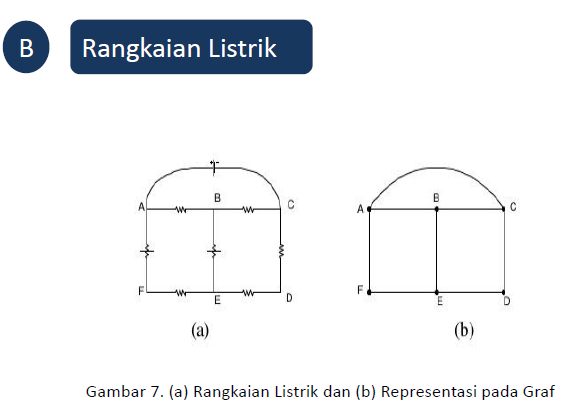 B
Rangkaian Listrik
A
B
C
F
E
D
A
B
C
F
E
D
(a)
(b)
Gambar 7. (a) Rangkaian Listrik dan (b) Representasi pada Graf